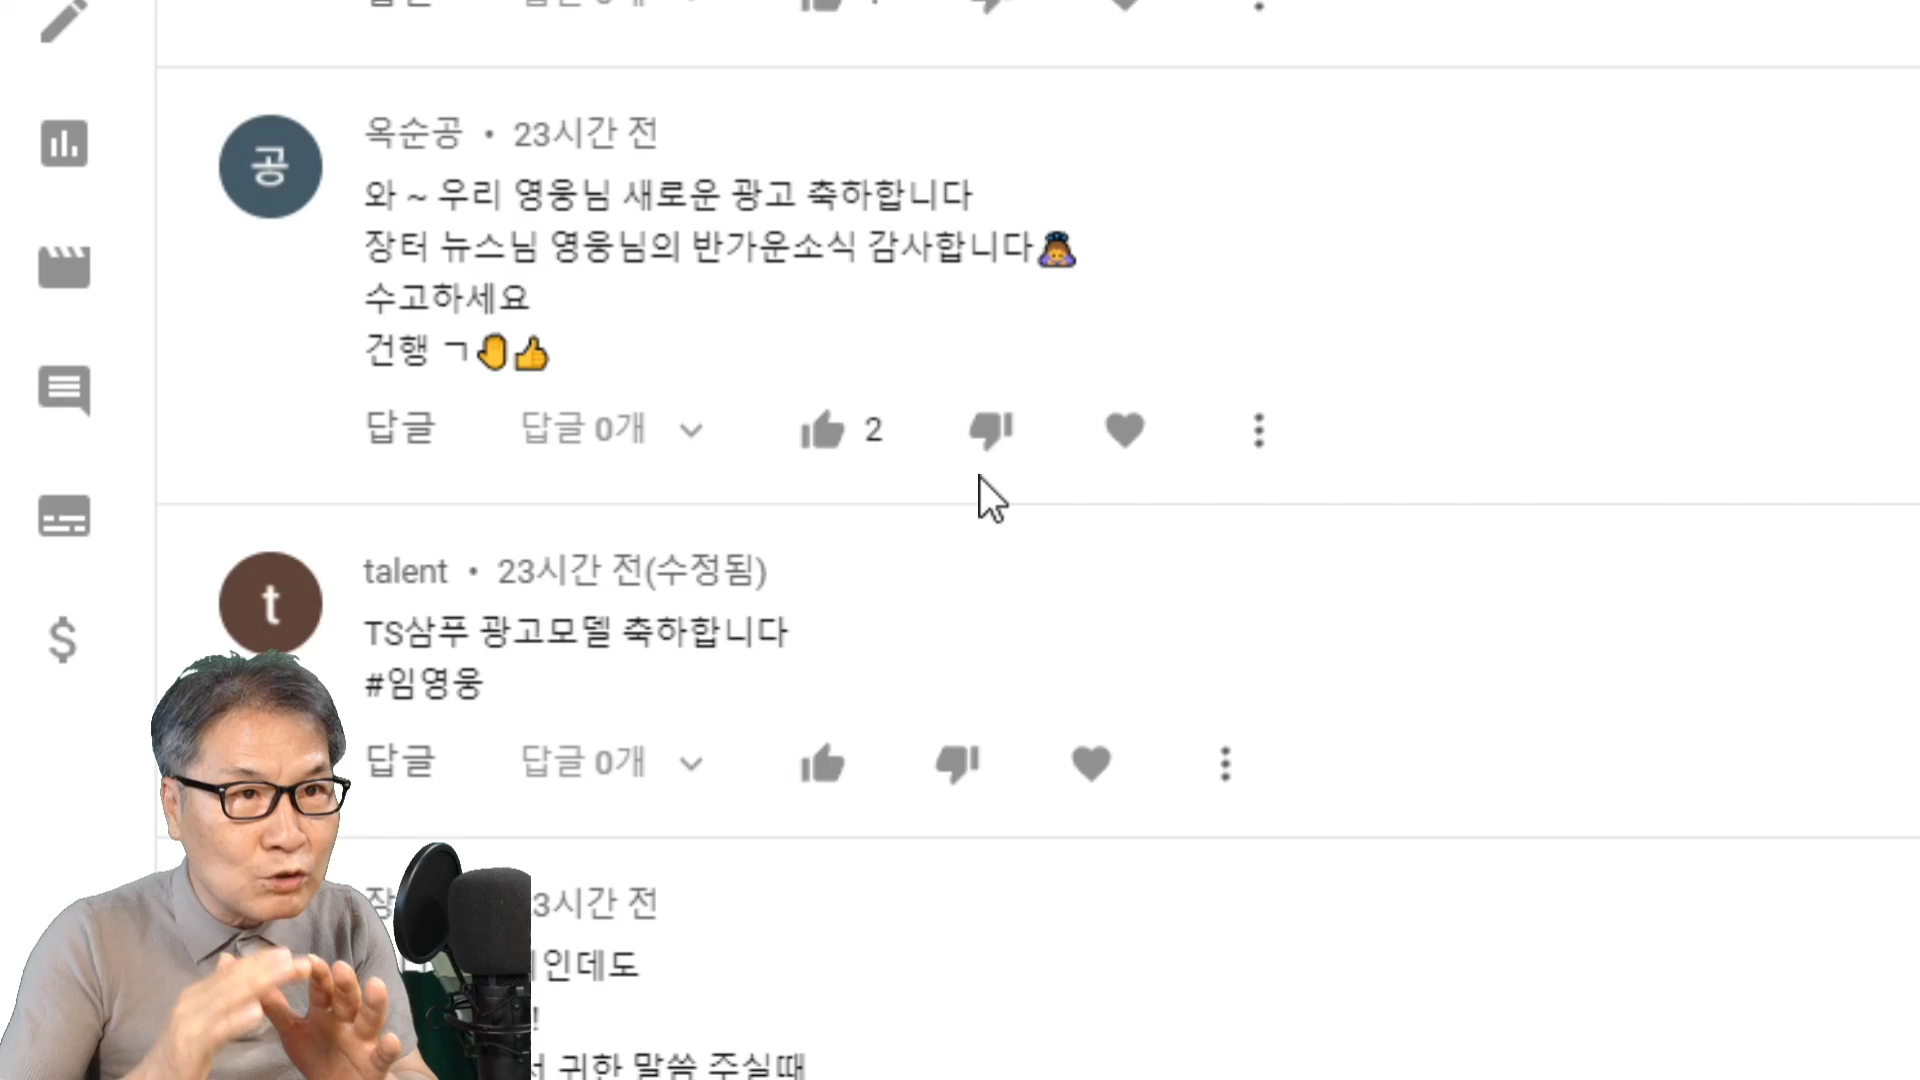 공
옥순공 • 23시간 전
와 ~ 우리 영웅님 새로운 광고 축하합니다
장터 뉴스님 영웅님의 반가운소식 감사합니다🙇
수고하세요
건행 ㄱ🤚👍
답글 답글 0개 2
t
talent • 23시간 전(수정됨)
TS삼푸 광고모델 축하합니다
#임영웅
답글 답글 0개
장 3시간 전
인데도
!
귀한 말씀 주실때